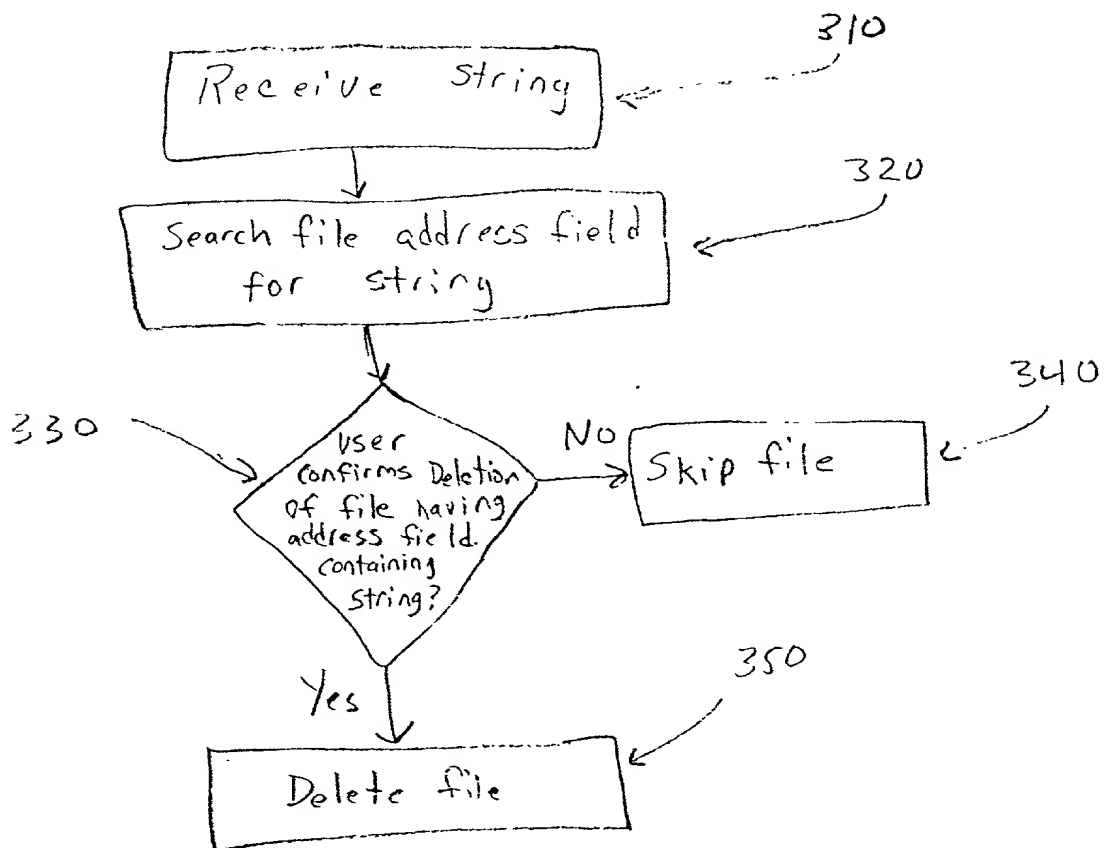 310
Receive String
320
Search file address field
for string
330
340
User
confirms Deletion
of file having
address field.
containing
string?
No
Skip file
Yes
350
Delete file